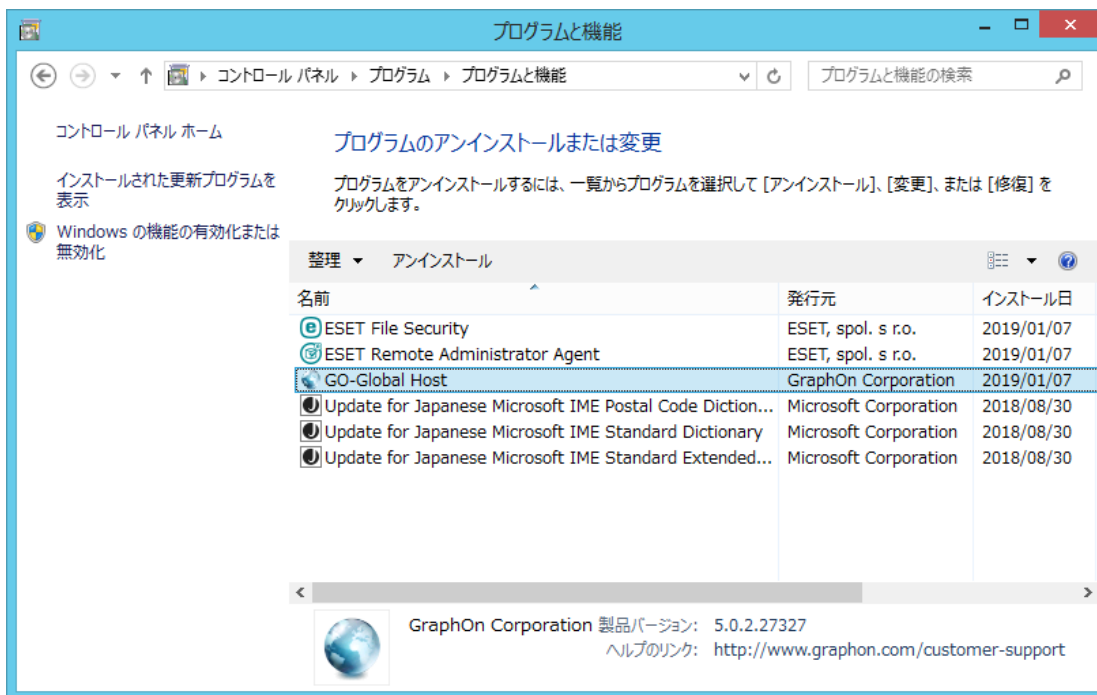 プログラムと機能
コントロール パネル ▸ プログラム ▸ プログラムと機能
プログラムと機能の検索
コントロール パネル ホーム
インストールされた更新プログラムを
表示
Windows の機能の有効化または
無効化
プログラムのアンインストールまたは変更
プログラムをアンインストールするには、一覧からプログラムを選択して [アンインストール]、[変更]、または [修復] を
クリックします。
整理 アンインストール
名前 発行元 インストール日
ESET File Security ESET, spol. s r.o. 2019/01/07
ESET Remote Administrator Agent ESET, spol. s r.o. 2019/01/07
GO-Global Host GraphOn Corporation 2019/01/07
Update for Japanese Microsoft IME Postal Code Diction... Microsoft Corporation 2018/08/30
Update for Japanese Microsoft IME Standard Dictionary Microsoft Corporation 2018/08/30
Update for Japanese Microsoft IME Standard Extended... Microsoft Corporation 2018/08/30
GraphOn Corporation 製品バージョン: 5.0.2.27327
ヘルプのリンク: http://www.graphon.com/customer-support